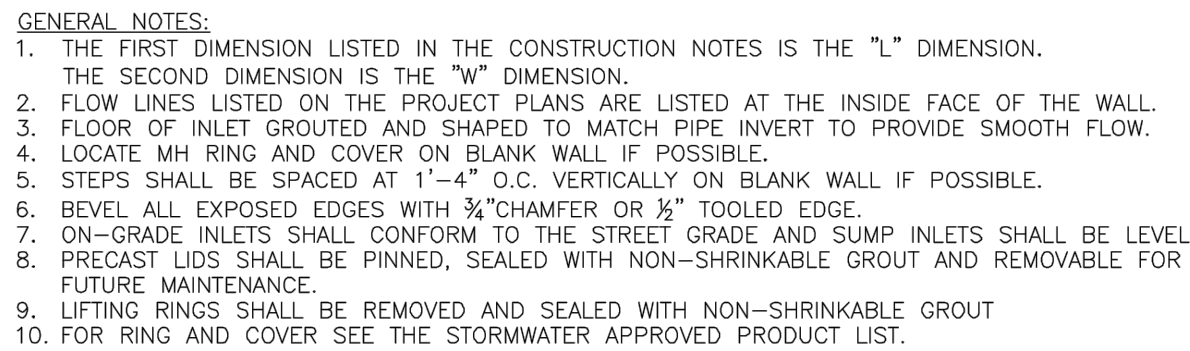 GENERAL NOTES:
1. THE FIRST DIMENSION LISTED IN THE CONSTRUCTION NOTES IS THE "L" DIMENSION.
THE SECOND DIMENSION IS THE "W" DIMENSION.
2. FLOW LINES LISTED ON THE PROJECT PLANS ARE LISTED AT THE INSIDE FACE OF THE WALL.
3. FLOOR OF INLET GROUTED AND SHAPED TO MATCH PIPE INVERT TO PROVIDE SMOOTH FLOW.
4. LOCATE MH RING AND COVER ON BLANK WALL IF POSSIBLE.
5. STEPS SHALL BE SPACED AT 1'-4" O.C. VERTICALLY ON BLANK WALL IF POSSIBLE.
6. BEVEL ALL EXPOSED EDGES WITH ¾"CHAMFER OR ½" TOOLED EDGE.
7. ON-GRADE INLETS SHALL CONFORM TO THE STREET GRADE AND SUMP INLETS SHALL BE LEVEL
8. PRECAST LIDS SHALL BE PINNED, SEALED WITH NON-SHRINKABLE GROUT AND REMOVABLE FOR
FUTURE MAINTENANCE.
9. LIFTING RINGS SHALL BE REMOVED AND SEALED WITH NON-SHRINKABLE GROUT
10. FOR RING AND COVER SEE THE STORMWATER APPROVED PRODUCT LIST.